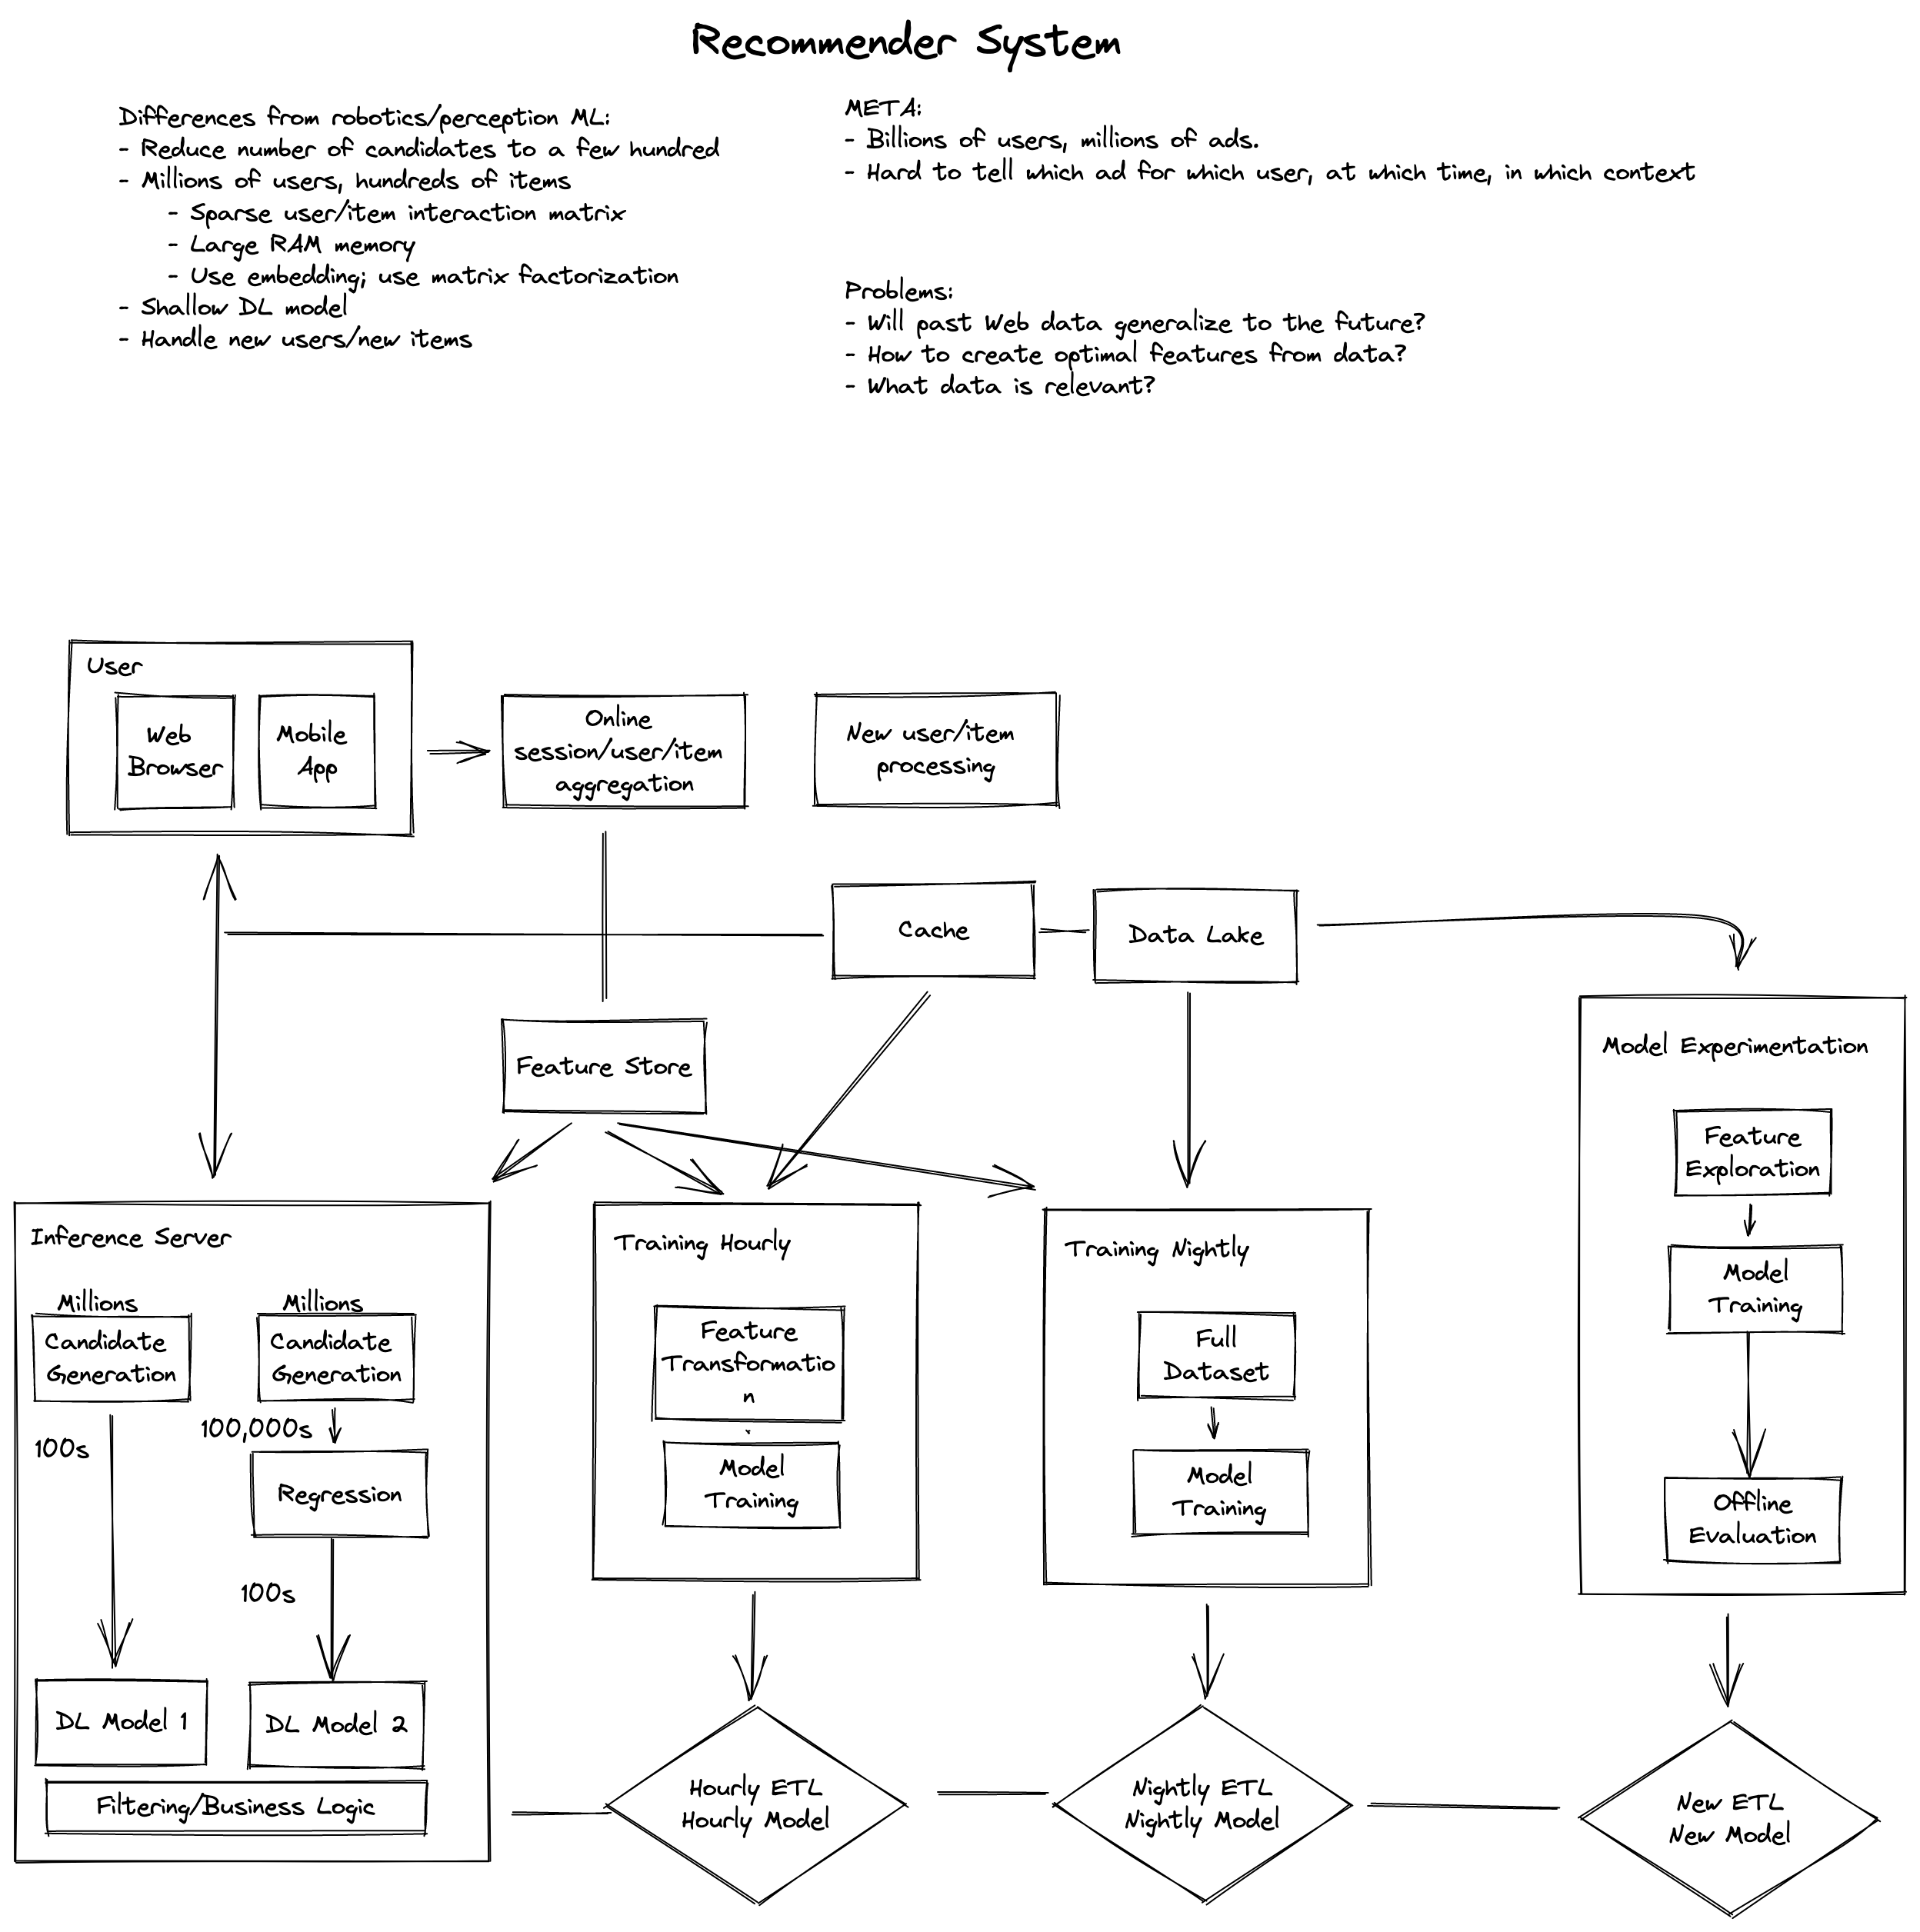 Recommender System
Differences from robotics/perception ML:
- Reduce number of candidates to a few hundred
- Millions of users, hundreds of items
- Sparse user/item interaction matrix
- Large RAM memory
- Use embedding; use matrix factorization
- Shallow DL model
- Handle new users/new items
META:
- Billions of users, millions of ads.
- Hard to tell which ad for which user, at which time, in which context
Problems:
- Will past Web data generalize to the future?
- How to create optimal features from data?
- What data is relevant?
User
Web
Browser
Mobile
App
Online
session/user/item
aggregation
New user/item
processing
Cache
Data Lake
Feature Store
Model Experimentation
Feature
Exploration
Model
Training
Offline
Evaluation
Inference Server
Millions
Candidate
Generation
100s
DL Model 1
Millions
Candidate
Generation
100,000s
Regression
100s
DL Model 2
Filtering/Business Logic
Training Hourly
Feature
Transformatio
n
Model
Training
Training Nightly
Full
Dataset
Model
Training
Hourly ETL
Hourly Model
Nightly ETL
Nightly Model
New ETL
New Model